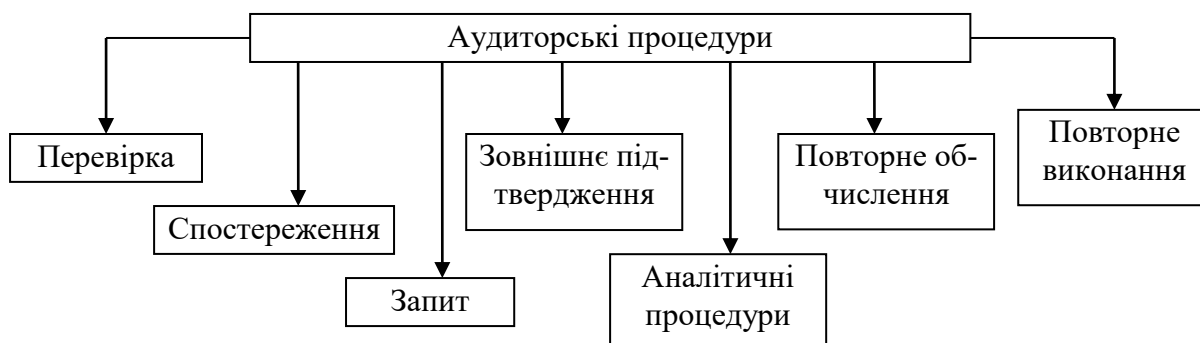 Аудиторські процедури
Перевірка
Спостереження
Запит
Зовнішнє під-
твердження
Аналітичні
процедури
Повторне об-
числення
Повторне
виконання